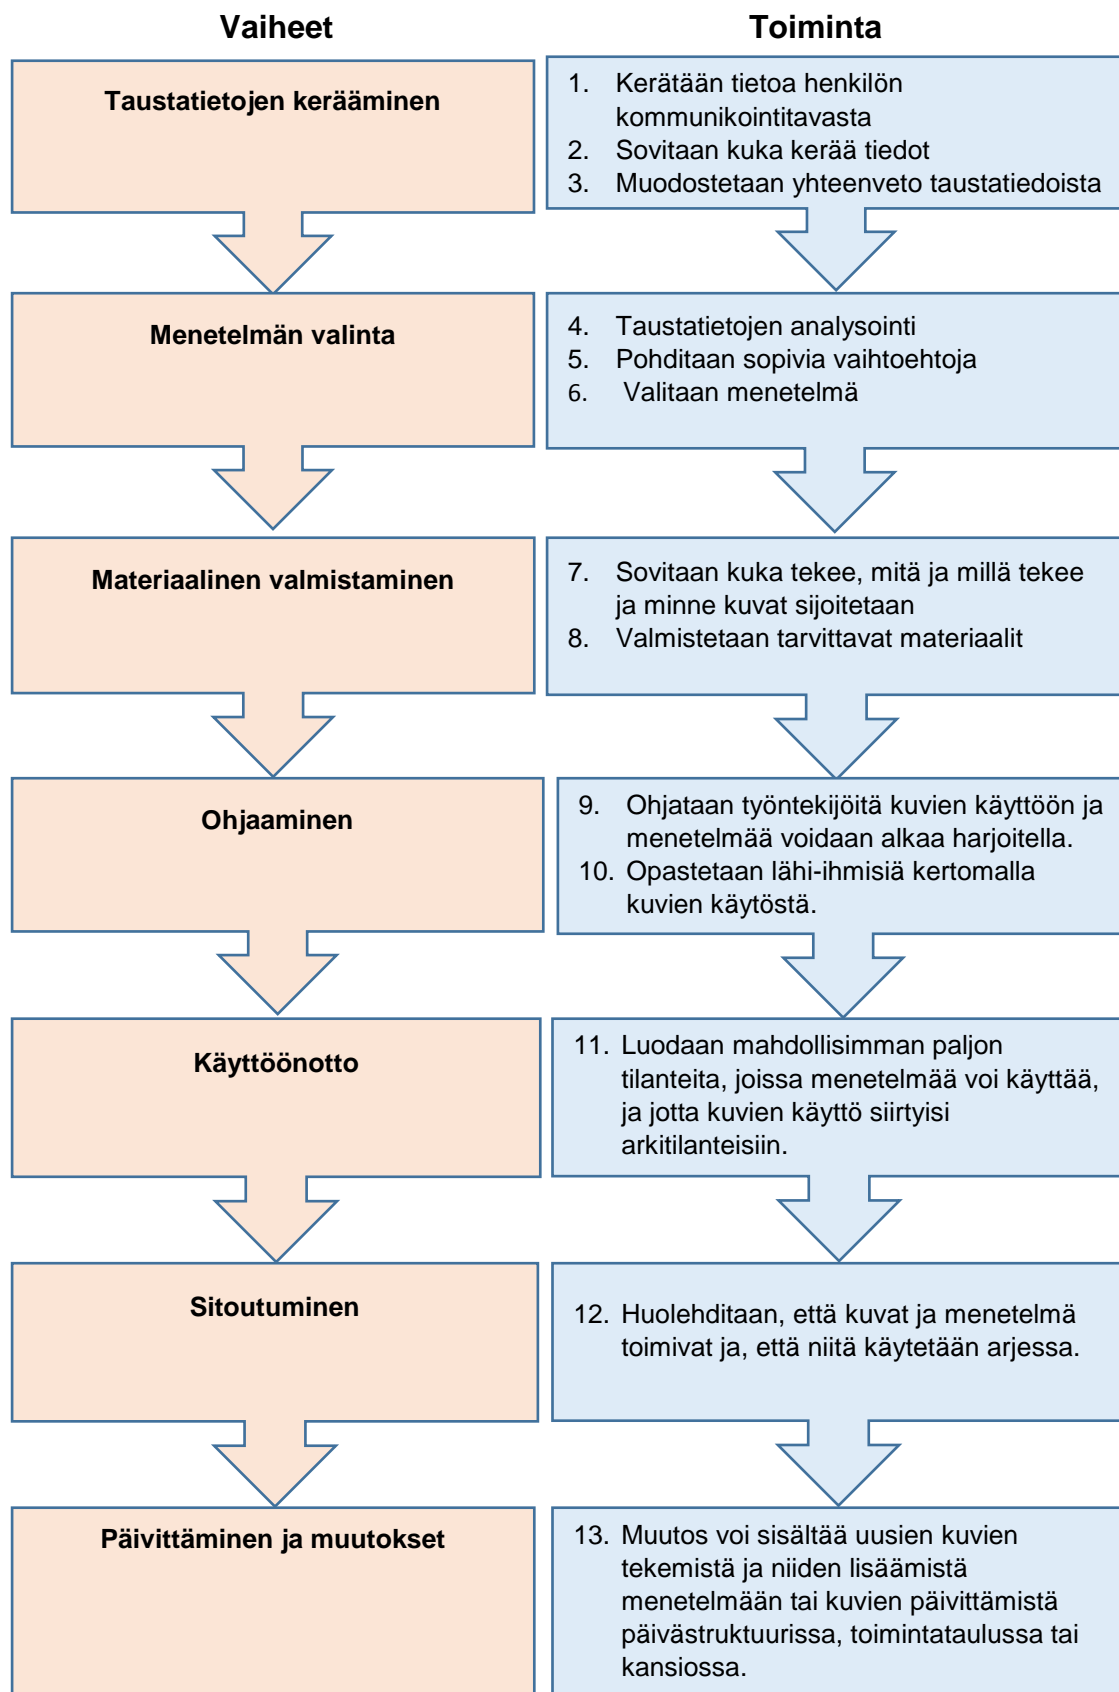 Vaiheet
Toiminta
Taustatietojen kerääminen
1. Kerätään tietoa henkilön
kommunikointitavasta
2. Sovitaan kuka kerää tiedot
3. Muodostetaan yhteenveto taustatiedoista
Menetelmän valinta
4. Taustatietojen analysointi
5. Pohditaan sopivia vaihtoehtoja
6. Valitaan menetelmä
Materiaalinen valmistaminen
7. Sovitaan kuka tekee, mitä ja millä tekee
ja minne kuvat sijoitetaan
8. Valmistetaan tarvittavat materiaalit
Ohjaaminen
9. Ohjataan työntekijöitä kuvien käyttöön ja
menetelmää voidaan alkaa harjoitella.
10. Opastetaan lähi-ihmisiä kertomalla
kuvien käytöstä.
Käyttöönotto
11. Luodaan mahdollisimman paljon
tilanteita, joissa menetelmää voi käyttää,
ja jotta kuvien käyttö siirtyisi
arkitilanteisiin.
Sitoutuminen
12. Huolehditaan, että kuvat ja menetelmä
toimivat ja, että niitä käytetään arjessa.
Päivittäminen ja muutokset
13. Muutos voi sisältää uusien kuvien
tekemistä ja niiden lisäämistä
menetelmään tai kuvien päivittämistä
päivästruktuurissa, toimintataulussa tai
kansiossa.